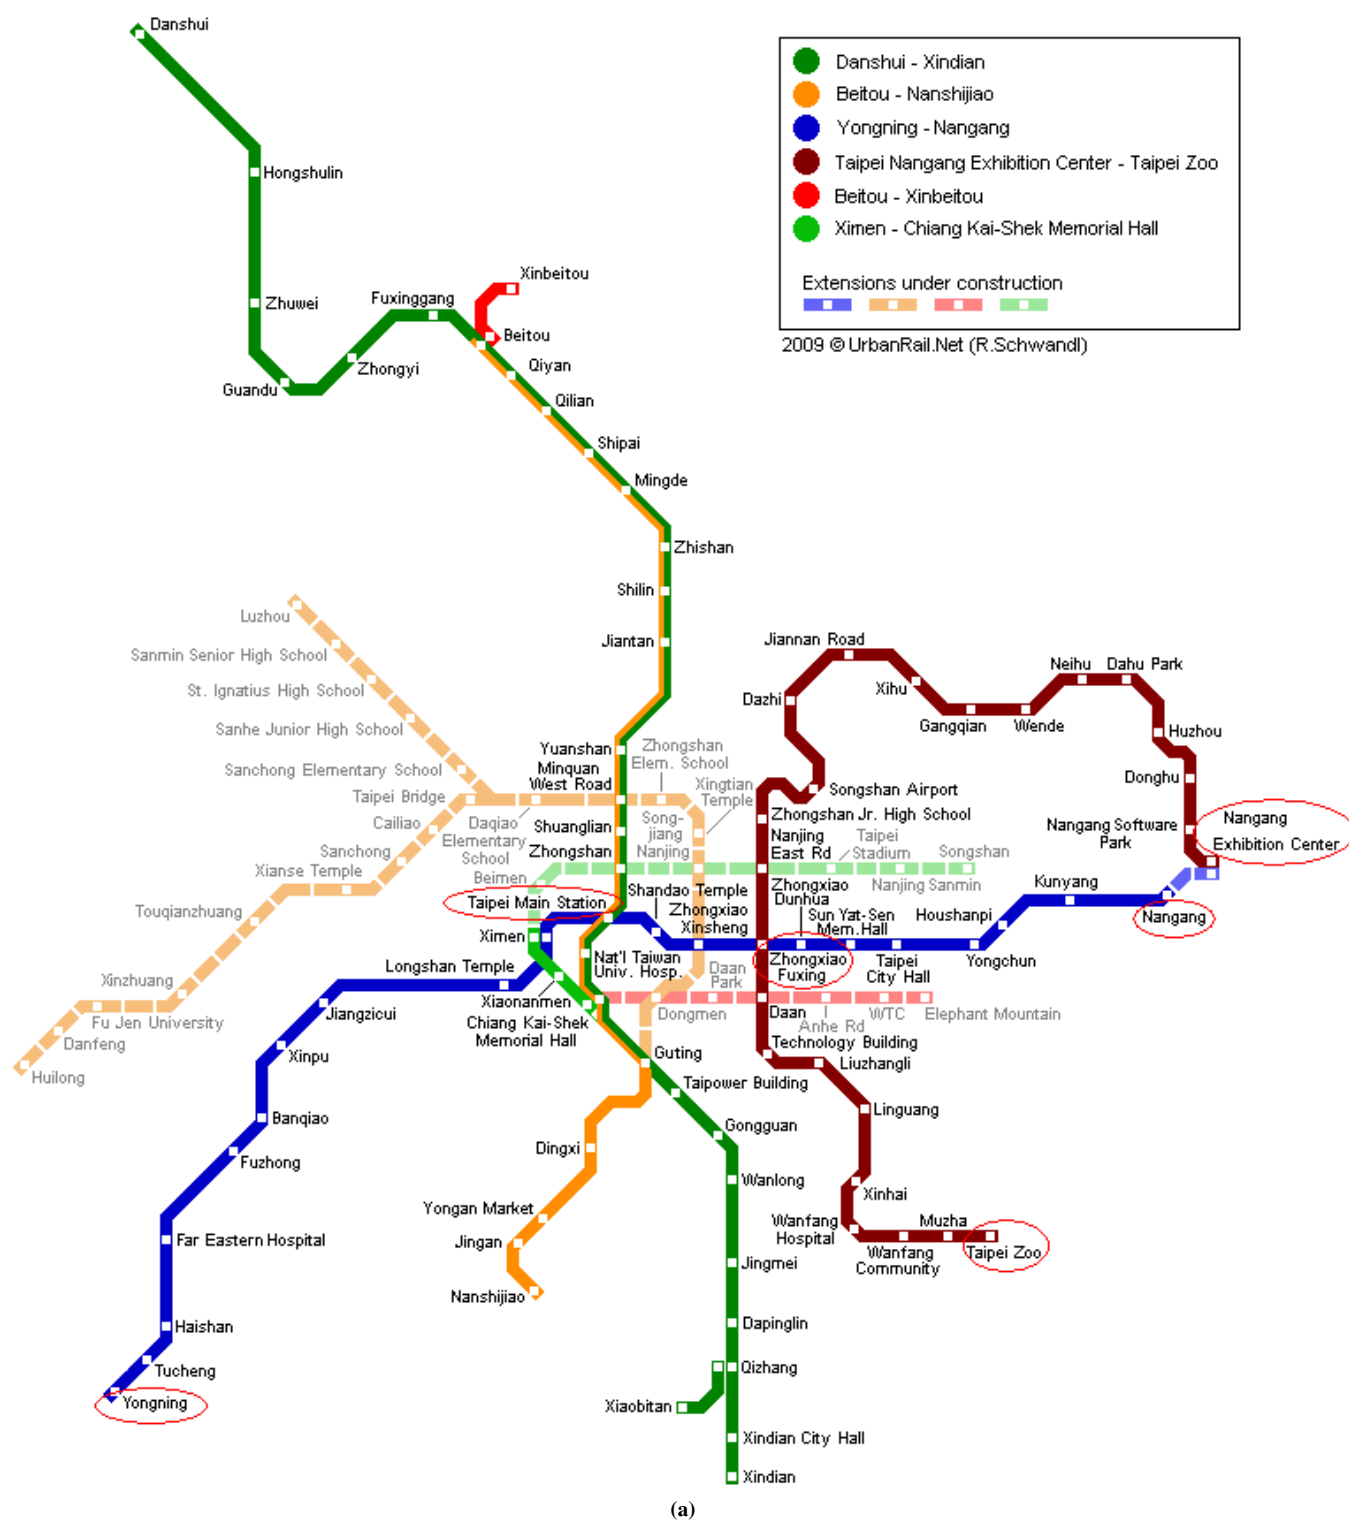 Danshui
Danshui - Xindian
Beitou - Nanshijiao
Yongning - Nangang
Taipei Nangang Exhibition Center - Taipei Zoo
Beitou - Xinbeitou
Ximen - Chiang Kai-Shek Memorial Hall
Extensions under construction
2009 © UrbanRail.Net (R.Schwandl)
Hongshulin
Zhuwei
Fuxinggang
Xinbeitou
Beitou
Guandu
Zhongyi
Qiyan
Qilian
Shipai
Mingde
Zhishan
Shilin
Jiantan
Luzhou
Sanmin Senior High School
St. Ignatius High School
Sanhe Junior High School
Sanchong Elementary School
Taipei Bridge
Cailiao
Sanchong
Xianse Temple
Touqianzhuang
Xinzhuang
Fu Jen University
Danfeng
Huilong
Jiannan Road
Dazhi
Xihu
Gangqian
Wende
Neihu
Dahu Park
Huzhou
Donghu
Nangang Software
Park
Nangang
Exhibition Center
Yuanshan
Minquan
West Road
Zhongshan
Elem. School
Xingtian
Temple
Songshan Airport
Zhongshan Jr. High School
Daqiao
Elementary
School
Shuanglian
Song-
jiang
Nanjing
Nanjing
East Rd
Taipei
Stadium
Songshan
Nanjing Sanmin
Zhongshan
Beimen
Taipei Main Station
Shandao Temple
Zhongxiao
Xinsheng
Zhongxiao
Dunhua
Sun Yat-Sen
Mem.Hall
Houshanpi
Kunyang
Nangang
Ximen
Longshan Temple
Nat'l Taiwan
Univ. Hosp.
Daan
Park
Zhongxiao
Fuxing
Taipei
City Hall
Yongchun
Jiangzicui
Xiaonanmen
Chiang Kai-Shek
Memorial Hall
Dongmen
Daan
Anhe Rd
WTC
Elephant Mountain
Xinpu
Guting
Technology Building
Liuzhangli
Taipower Building
Banqiao
Gongguan
Linguang
Fuzhong
Dingxi
Wanlong
Xinhai
Yongan Market
Wanfang
Hospital
Muzha
Far Eastern Hospital
Jingan
Wanfang
Community
Taipei Zoo
Jingmei
Nanshijiao
Haishan
Dapinglin
Tucheng
Qizhang
Yongning
Xiaobitan
Xindian City Hall
Xindian
(a)